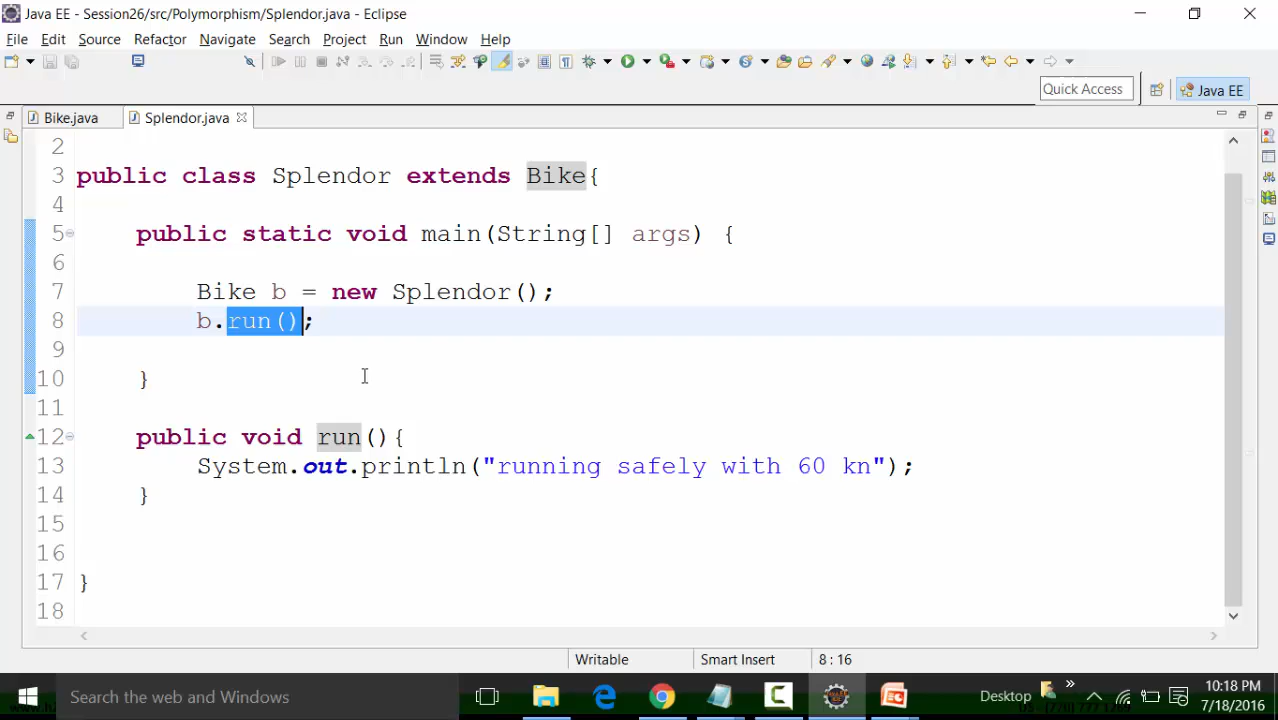 Java EE - Session26/src/Polymorphism/Splendor.java - Eclipse
File Edit Source Refactor Navigate Search Project Run Window Help
Quick Access
Java EE
Bike.java
Splendor.java
2
3 public class Splendor extends Bike{
4
5 public static void main(String[] args) {
6
7 Bike b = new Splendor();
8 b.run();
9
10 }
11
12 public void run(){
13 System.out.println("running safely with 60 kn");
14 }
15
16
17 }
18
Writable Smart Insert 8 : 16
Search the web and Windows
Desktop
10:18 PM
7/18/2016